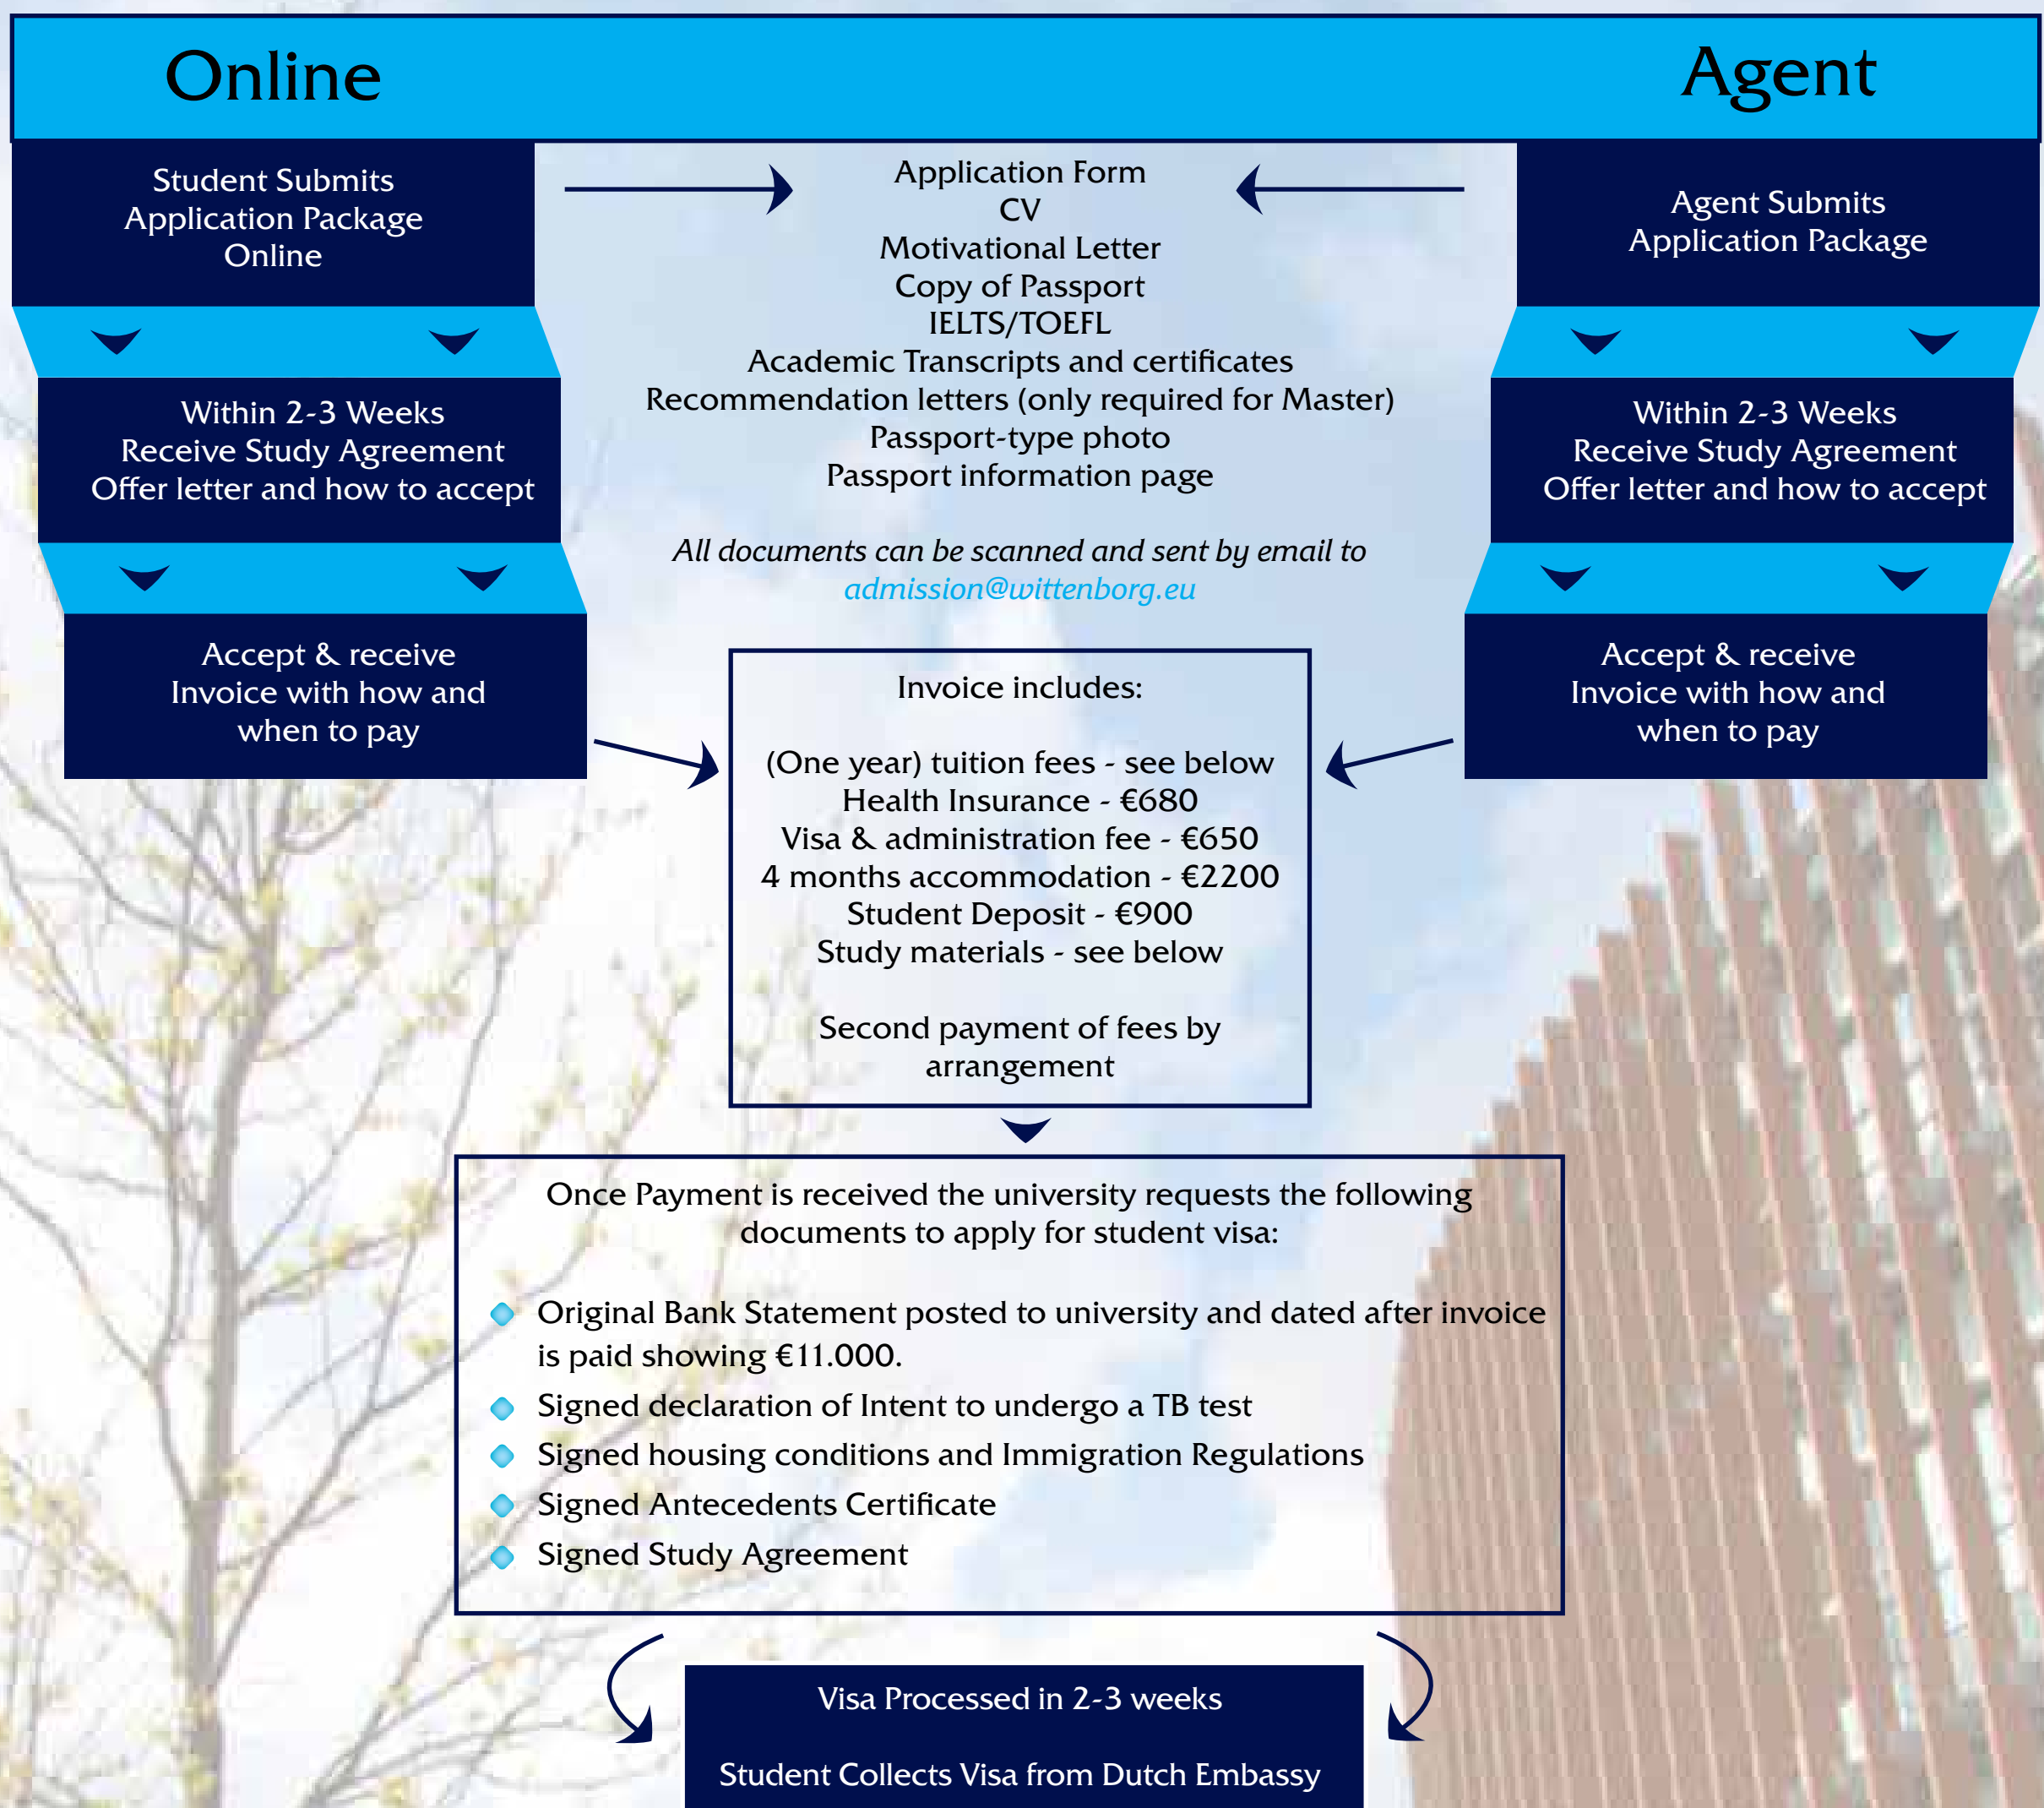 Online
Agent
Student Submits
Application Package
Online
Application Form
CV
Motivational Letter
Copy of Passport
IELTS/TOEFL
Academic Transcripts and certificates
Recommendation letters (only required for Master)
Passport-type photo
Passport information page
All documents can be scanned and sent by email to
admission@wittenborg.eu
Agent Submits
Application Package
Within 2-3 Weeks
Receive Study Agreement
Offer letter and how to accept
Within 2-3 Weeks
Receive Study Agreement
Offer letter and how to accept
Accept & receive
Invoice with how and
when to pay
Accept & receive
Invoice with how and
when to pay
Invoice includes:
(One year) tuition fees - see below
Health Insurance - €680
Visa & administration fee - €650
4 months accommodation - €2200
Student Deposit - €900
Study materials - see below
Second payment of fees by
arrangement
Once Payment is received the university requests the following
documents to apply for student visa:
Original Bank Statement posted to university and dated after invoice
is paid showing €11.000.
Signed declaration of Intent to undergo a TB test
Signed housing conditions and Immigration Regulations
Signed Antecedents Certificate
Signed Study Agreement
Visa Processed in 2-3 weeks
Student Collects Visa from Dutch Embassy